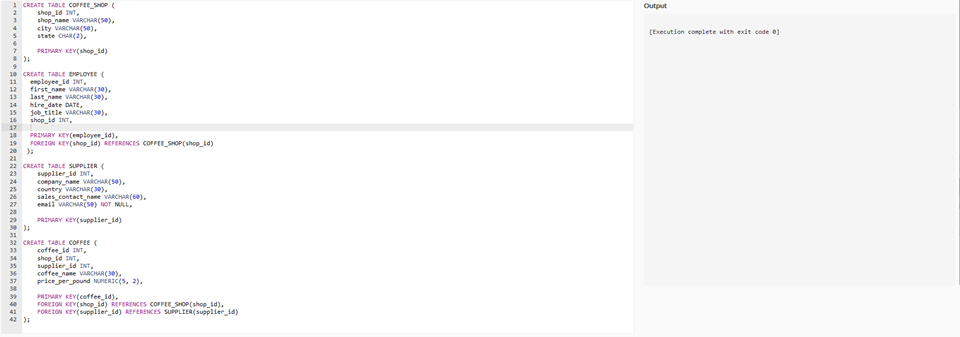 1 CREATE TABLE COFFEE_SHOP (
2 shop_id INT,
3 shop_name VARCHAR(50),
4 city VARCHAR(50),
5 state CHAR(2),
6
7 PRIMARY KEY(shop_id)
8 );
9
10 CREATE TABLE EMPLOYEE (
11 employee_id INT,
12 first_name VARCHAR(30),
13 last_name VARCHAR(30),
14 hire_date DATE,
15 job_title VARCHAR(30),
16 shop_id INT,
17
18 PRIMARY KEY(employee_id),
19 FOREIGN KEY(shop_id) REFERENCES COFFEE_SHOP(shop_id)
20 );
21
22 CREATE TABLE SUPPLIER (
23 supplier_id INT,
24 company_name VARCHAR(50),
25 country VARCHAR(30),
26 sales_contact_name VARCHAR(60),
27 email VARCHAR(50) NOT NULL,
28
29 PRIMARY KEY(supplier_id)
30 );
31
32 CREATE TABLE COFFEE (
33 coffee_id INT,
34 shop_id INT,
35 supplier_id INT,
36 coffee_name VARCHAR(30),
37 price_per_pound NUMERIC(5, 2),
38
39 PRIMARY KEY(coffee_id),
40 FOREIGN KEY(shop_id) REFERENCES COFFEE_SHOP(shop_id),
41 FOREIGN KEY(supplier_id) REFERENCES SUPPLIER(supplier_id)
42 );
Output
[Execution complete with exit code 0]